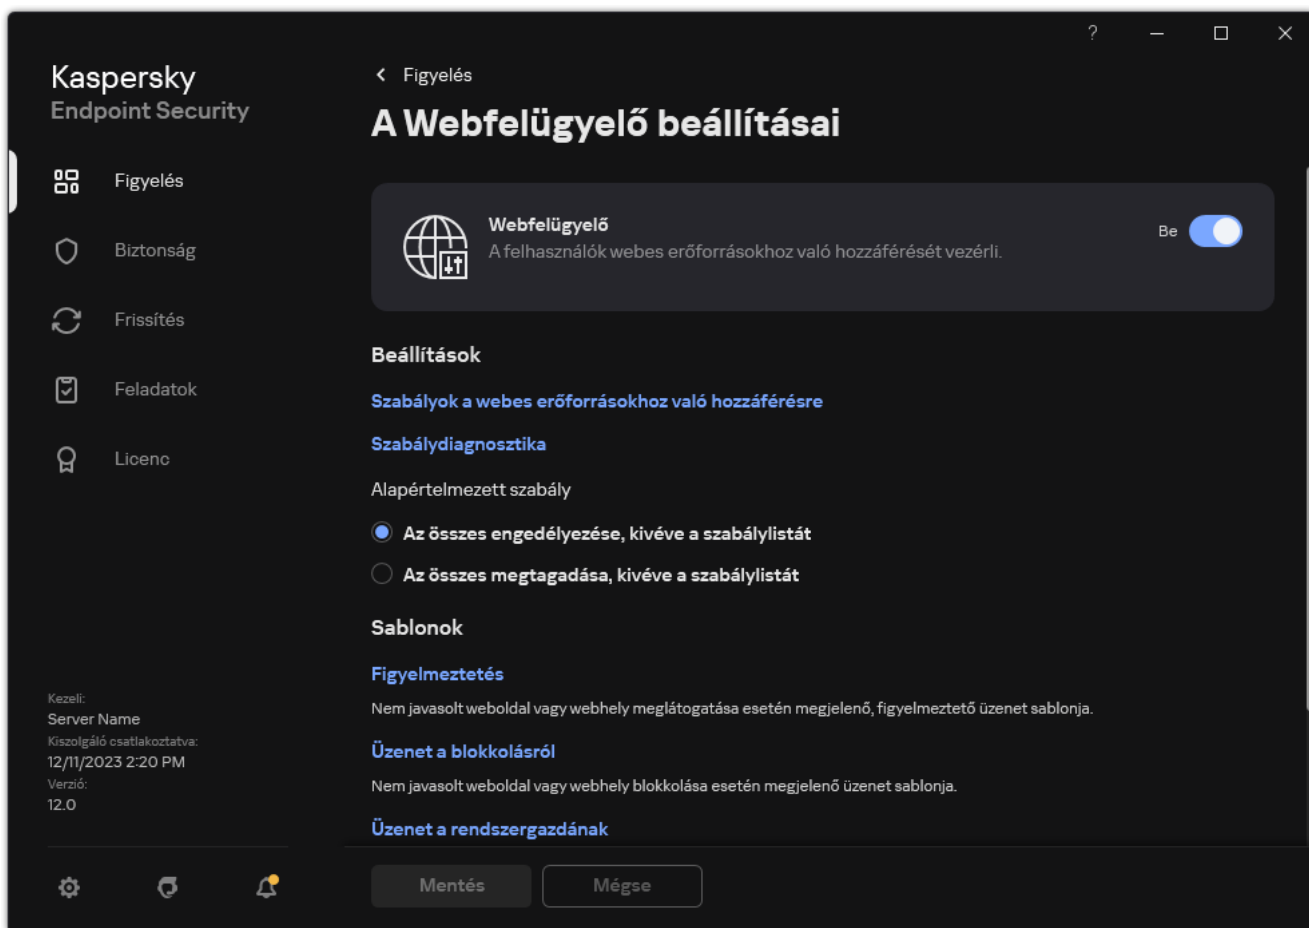 ?
Kaspersky
Endpoint Security
Figyelés
Biztonság
Frissítés
Feladatok
Licenc
Kezeli:
Server Name
Kiszolgáló csatlakoztatva:
12/11/2023 2:20 PM
Verzió:
12.0
Figyelés
A Webfelügyelő beállításai
Webfelügyelő
A felhasználók webes erőforrásokhoz való hozzáférését vezérli.
Be
Beállítások
Szabályok a webes erőforrásokhoz való hozzáférésre
Szabálydiagnosztika
Alapértelmezett szabály
Az összes engedélyezése, kivéve a szabálylistát
Az összes megtagadása, kivéve a szabálylistát
Sablonok
Figyelmeztetés
Nem javasolt weboldal vagy webhely meglátogatása esetén megjelenő, figyelmeztető üzenet sablonja.
Üzenet a blokkolásról
Nem javasolt weboldal vagy webhely blokkolása esetén megjelenő üzenet sablonja.
Üzenet a rendszergazdának
Mentés
Mégse